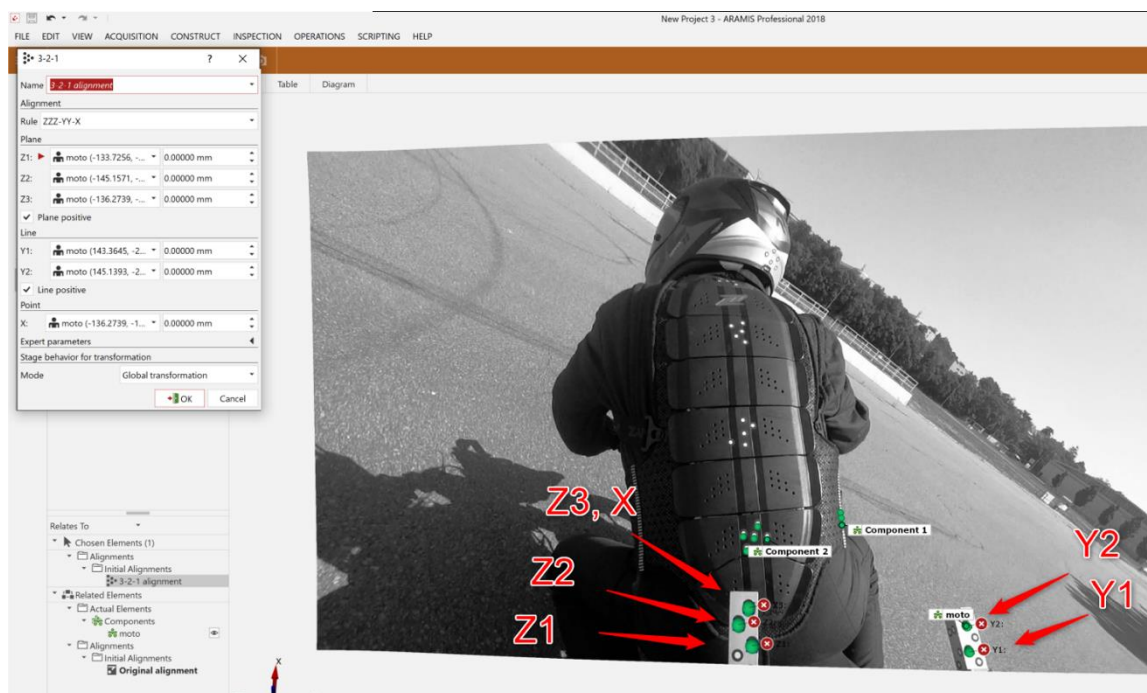 New Project 3 - ARAMIS Professional 2018
FILE EDIT VIEW ACQUISITION CONSTRUCT INSPECTION OPERATIONS SCRIPTING HELP
3-2-1 ? X
Name 3-2-1 alignment
Alignment
Rule ZZZ-YY-X
Plane
Z1: moto (-133.7256, -... 0.00000 mm
Z2: moto (-145.1571, -... 0.00000 mm
Z3: moto (-136.2739, -... 0.00000 mm
Plane positive
Line
Y1: moto (143.3645, -2... 0.00000 mm
Y2: moto (145.1393, -2... 0.00000 mm
Line positive
Point
X: moto (-136.2739, -1... 0.00000 mm
Expert parameters
Stage behavior for transformation
Mode Global transformation
OK Cancel
Table Diagram
Z3, X
Z2
Z1
Component 1
Component 2
Y2
Y1
moto
Z3:
Y2:
Y1:
Relates To
Chosen Elements (1)
Alignments
Initial Alignments
3-2-1 alignment
Related Elements
Actual Elements
Components
moto
Alignments
Initial Alignments
Original alignment
X